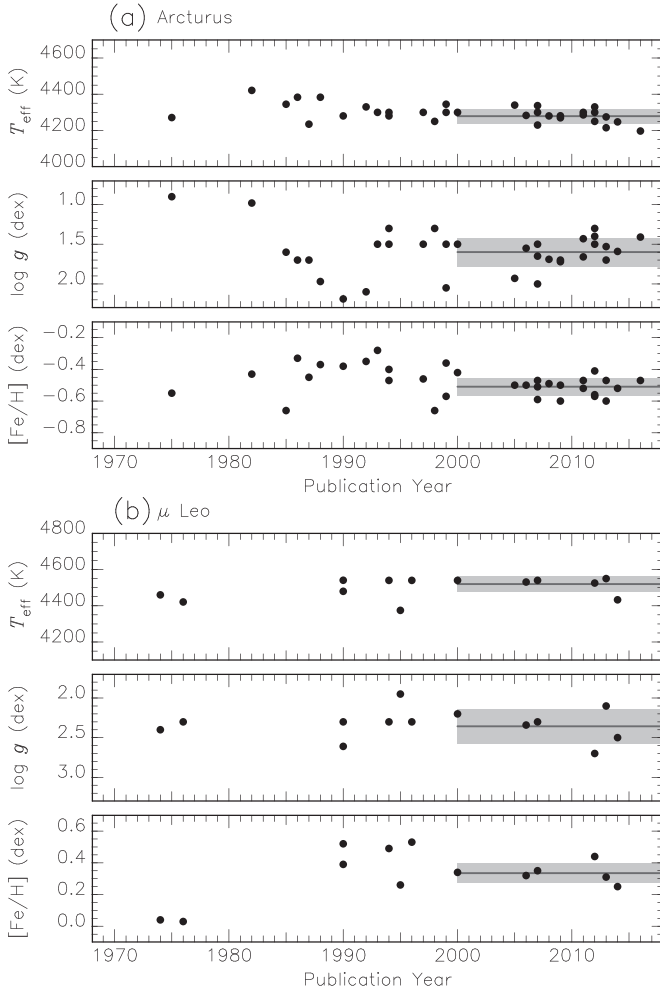 (a) Arcturus
4600
4400
4200
4000
T_eff (K)
1.0
1.5
2.0
log g (dex)
−0.2
−0.4
−0.6
−0.8
[Fe/H] (dex)
1970 1980 1990 2000 2010
Publication Year
(b) μ Leo
4800
4600
4400
4200
T_eff (K)
2.0
2.5
3.0
log g (dex)
0.6
0.4
0.2
0.0
[Fe/H] (dex)
1970 1980 1990 2000 2010
Publication Year